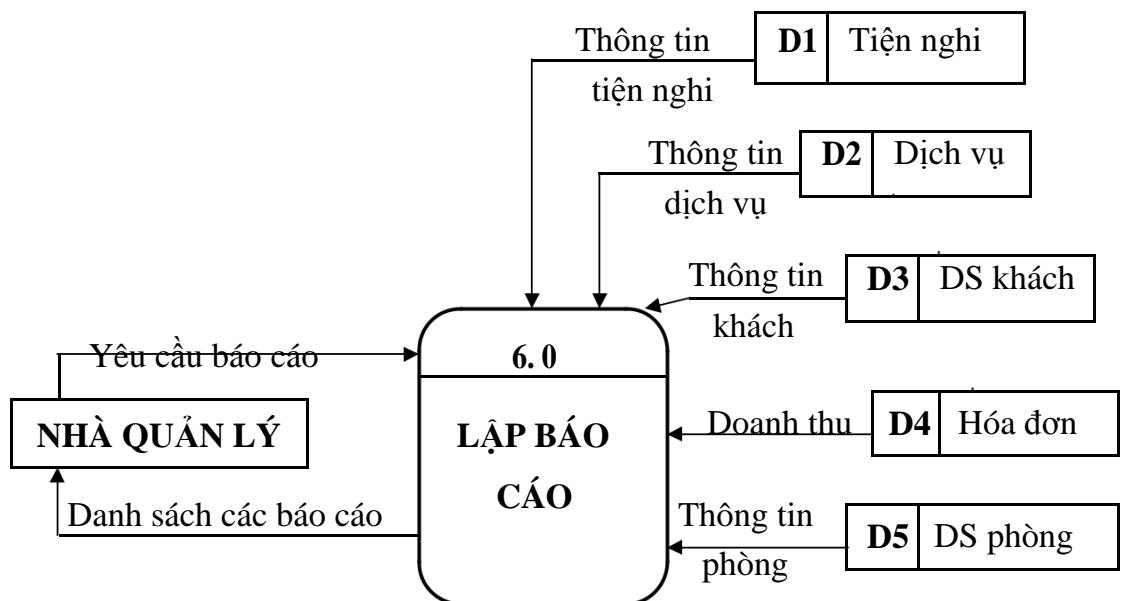 Thông tin
tiện nghi
D1 Tiện nghi
Thông tin
dịch vụ
D2 Dịch vụ
Thông tin
khách
D3 DS khách
Yêu cầu báo cáo
6. 0
NHÀ QUẢN LÝ
LẬP BÁO
CÁO
Doanh thu
D4 Hóa đơn
Danh sách các báo cáo
Thông tin
phòng
D5 DS phòng